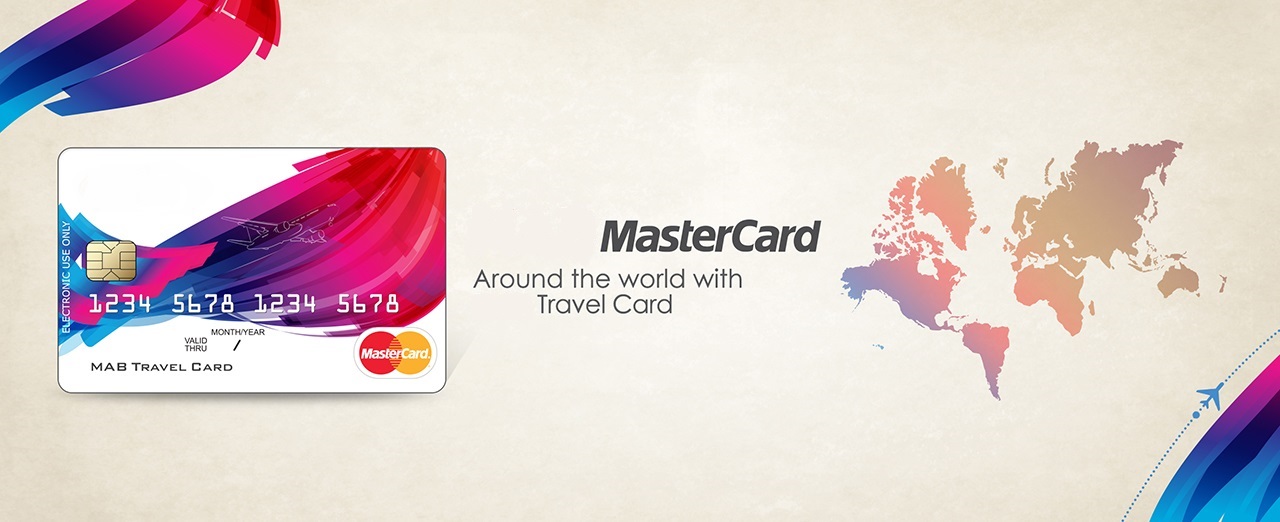 ELECTRONIC USE ONLY
1234 5678 1234 5678
MONTH/YEAR
VALID
THRU /
MAB TRAVEL CARD
MasterCard.
MasterCard
Around the world with
Travel Card